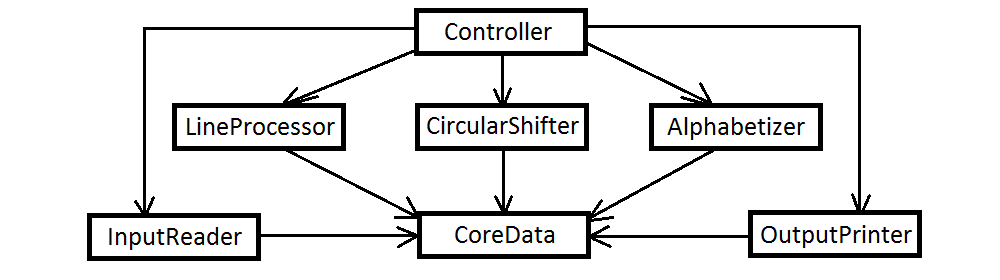 Controller
LineProcessor
CircularShifter
Alphabetizer
InputReader
CoreData
OutputPrinter